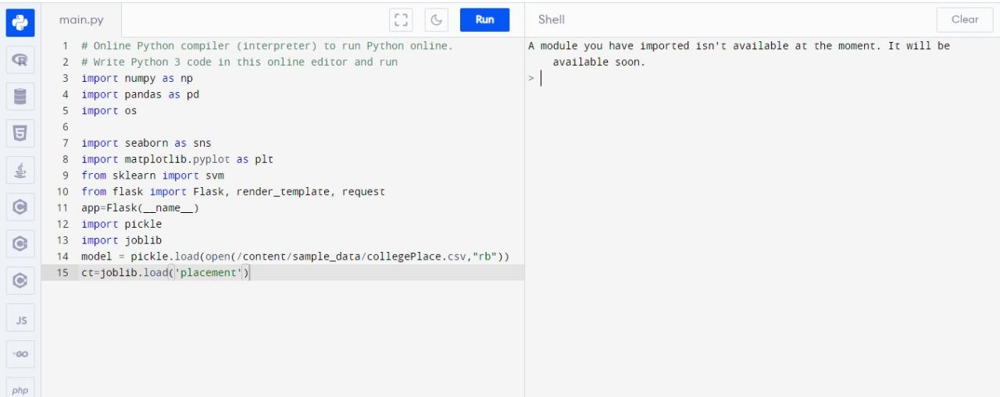 main.py
Run
Shell
Clear
1 # Online Python compiler (interpreter) to run Python online.
2 # Write Python 3 code in this online editor and run
3 import numpy as np
4 import pandas as pd
5 import os
6
7 import seaborn as sns
8 import matplotlib.pyplot as plt
9 from sklearn import svm
10 from flask import Flask, render_template, request
11 app=Flask(__name__)
12 import pickle
13 import joblib
14 model = pickle.load(open(/content/sample_data/collegePlace.csv,"rb"))
15 ct=joblib.load('placement')
A module you have imported isn't available at the moment. It will be
available soon.
>
R
5
C
C
C
JS
GO
php